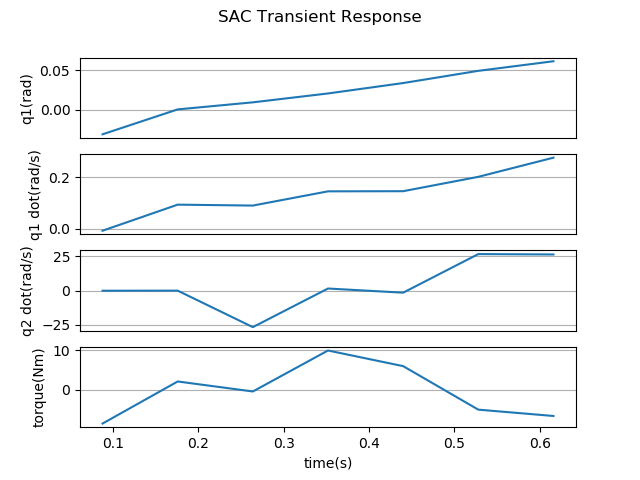 SAC Transient Response
0.05
0.00
q1(rad)
0.2
0.0
q1 dot(rad/s)
25
0
−25
q2 dot(rad/s)
10
0
torque(Nm)
0.1 0.2 0.3 0.4 0.5 0.6
time(s)